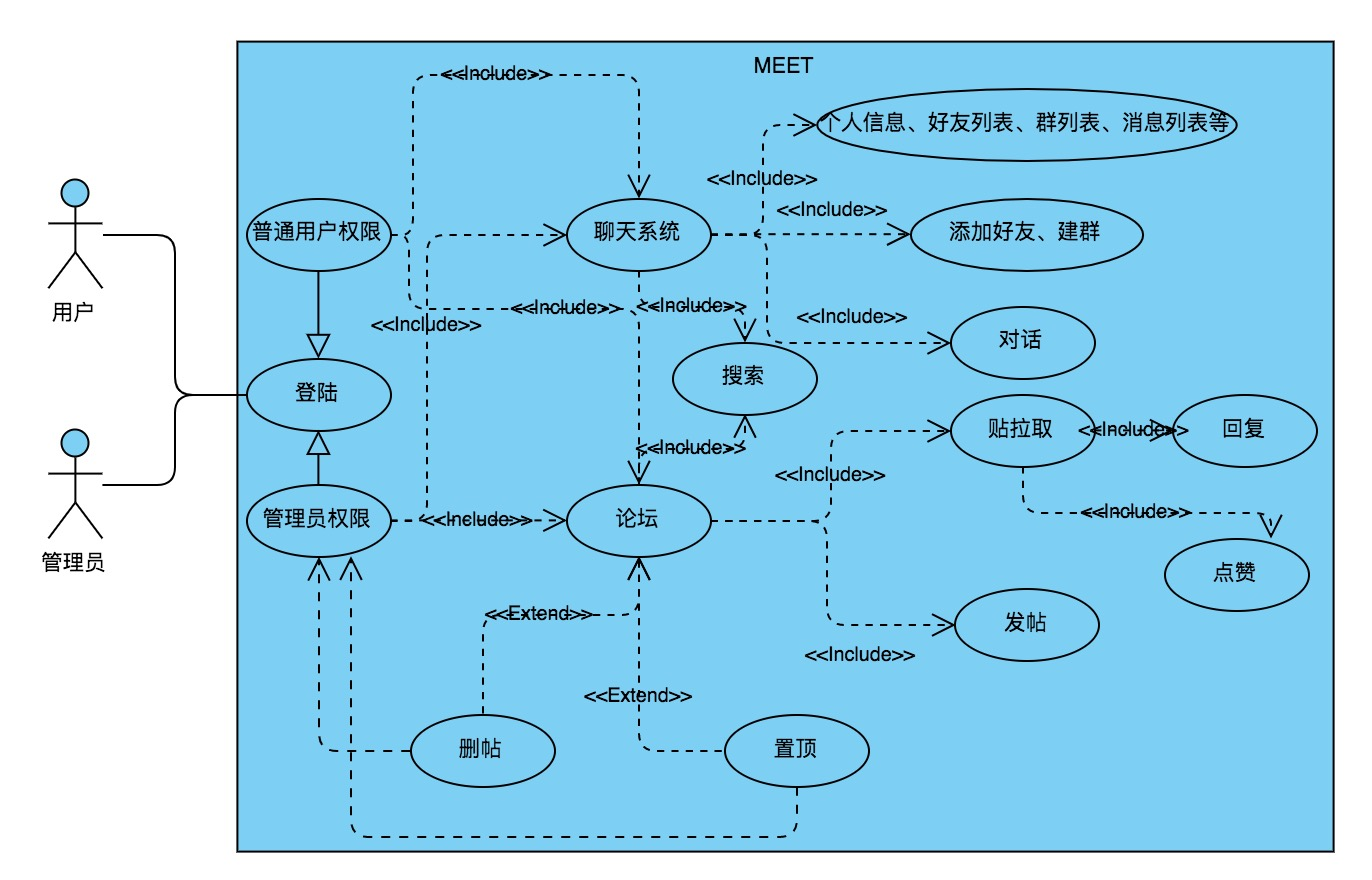 MEET
<<Include>>
个人信息、好友列表、群列表、消息列表等
<<Include>>
<<Include>>
普通用户权限
聊天系统
添加好友、建群
用户
<<Include>>
<<Include>>
<<Include>>
<<Include>>
对话
搜索
登陆
贴拉取
<<Include>>
回复
<<Include>>
<<Include>>
管理员权限
<<Include>>
论坛
<<Include>>
管理员
点赞
<<Extend>>
发帖
<<Include>>
<<Extend>>
删帖
置顶